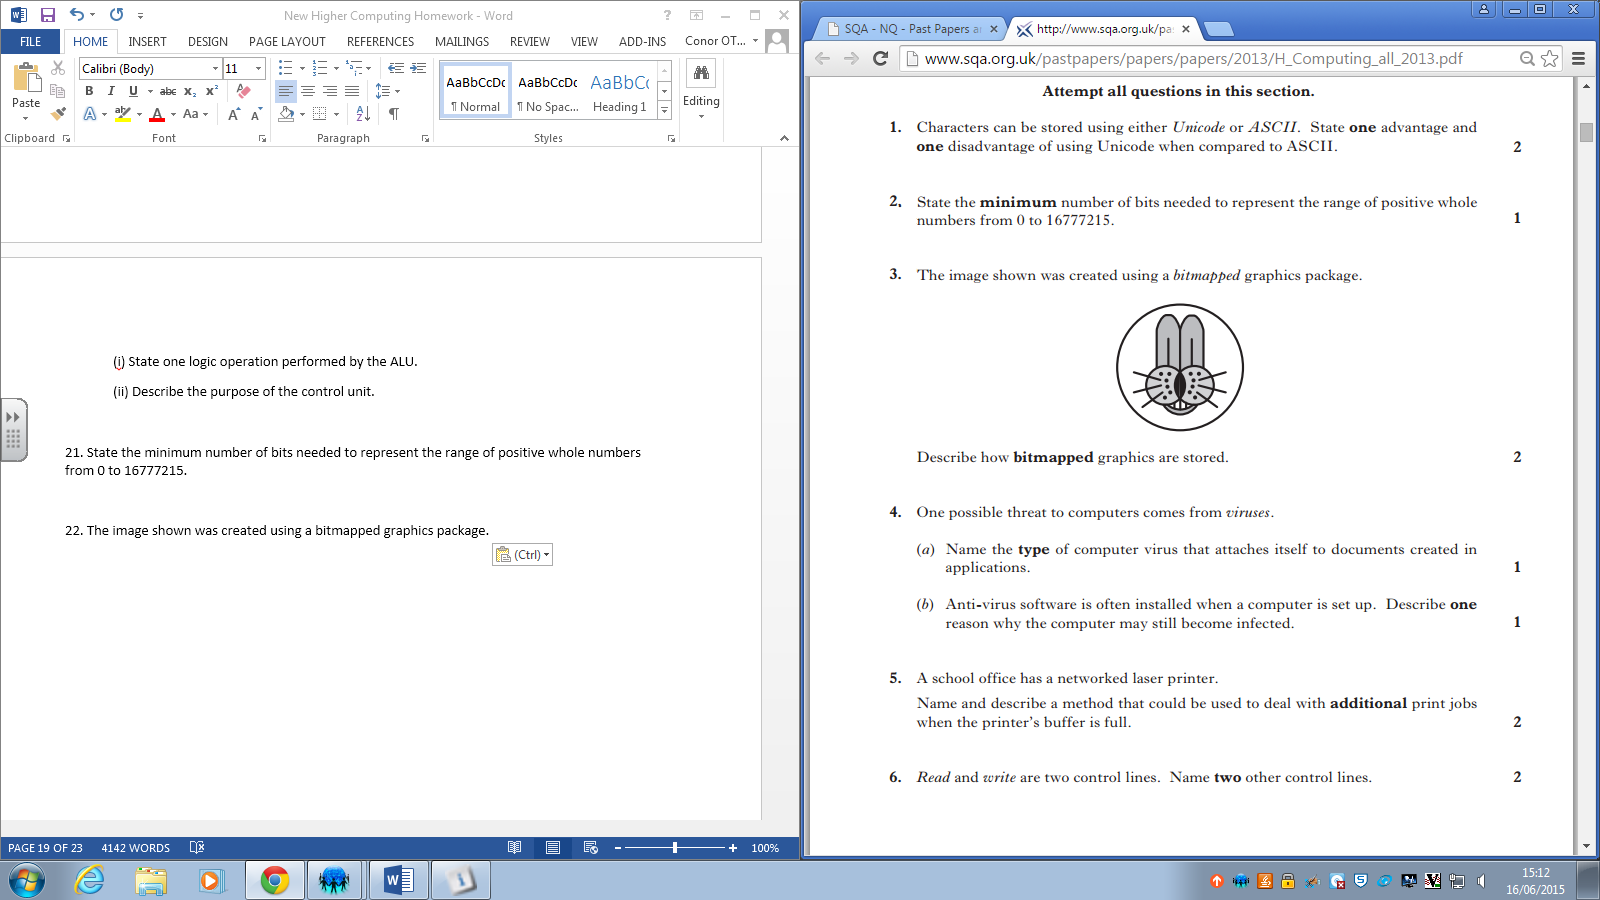 New Higher Computing Homework - Word
FILE HOME INSERT DESIGN PAGE LAYOUT REFERENCES MAILINGS REVIEW VIEW ADD-INS Conor OT...
Paste
Calibri (Body) 11
B I U abc x₂ x²
A aby A Aa A A
AaBbCcDc AaBbCcDc AaBbCc
¶ Normal ¶ No Spac... Heading 1
Editing
Clipboard Font Paragraph Styles
(i) State one logic operation performed by the ALU.
(ii) Describe the purpose of the control unit.
21. State the minimum number of bits needed to represent the range of positive whole numbers
from 0 to 16777215.
22. The image shown was created using a bitmapped graphics package.
(Ctrl)
PAGE 19 OF 23 4142 WORDS 100%
SQA - NQ - Past Papers a
http://www.sqa.org.uk/pa
www.sqa.org.uk/pastpapers/papers/papers/2013/H_Computing_all_2013.pdf
Attempt all questions in this section.
1. Characters can be stored using either Unicode or ASCII. State one advantage and
one disadvantage of using Unicode when compared to ASCII. 2
2. State the minimum number of bits needed to represent the range of positive whole
numbers from 0 to 16777215. 1
3. The image shown was created using a bitmapped graphics package.
Describe how bitmapped graphics are stored. 2
4. One possible threat to computers comes from viruses.
(a) Name the type of computer virus that attaches itself to documents created in
applications. 1
(b) Anti-virus software is often installed when a computer is set up. Describe one
reason why the computer may still become infected. 1
5. A school office has a networked laser printer.
Name and describe a method that could be used to deal with additional print jobs
when the printer's buffer is full. 2
6. Read and write are two control lines. Name two other control lines. 2
15:12
16/06/2015